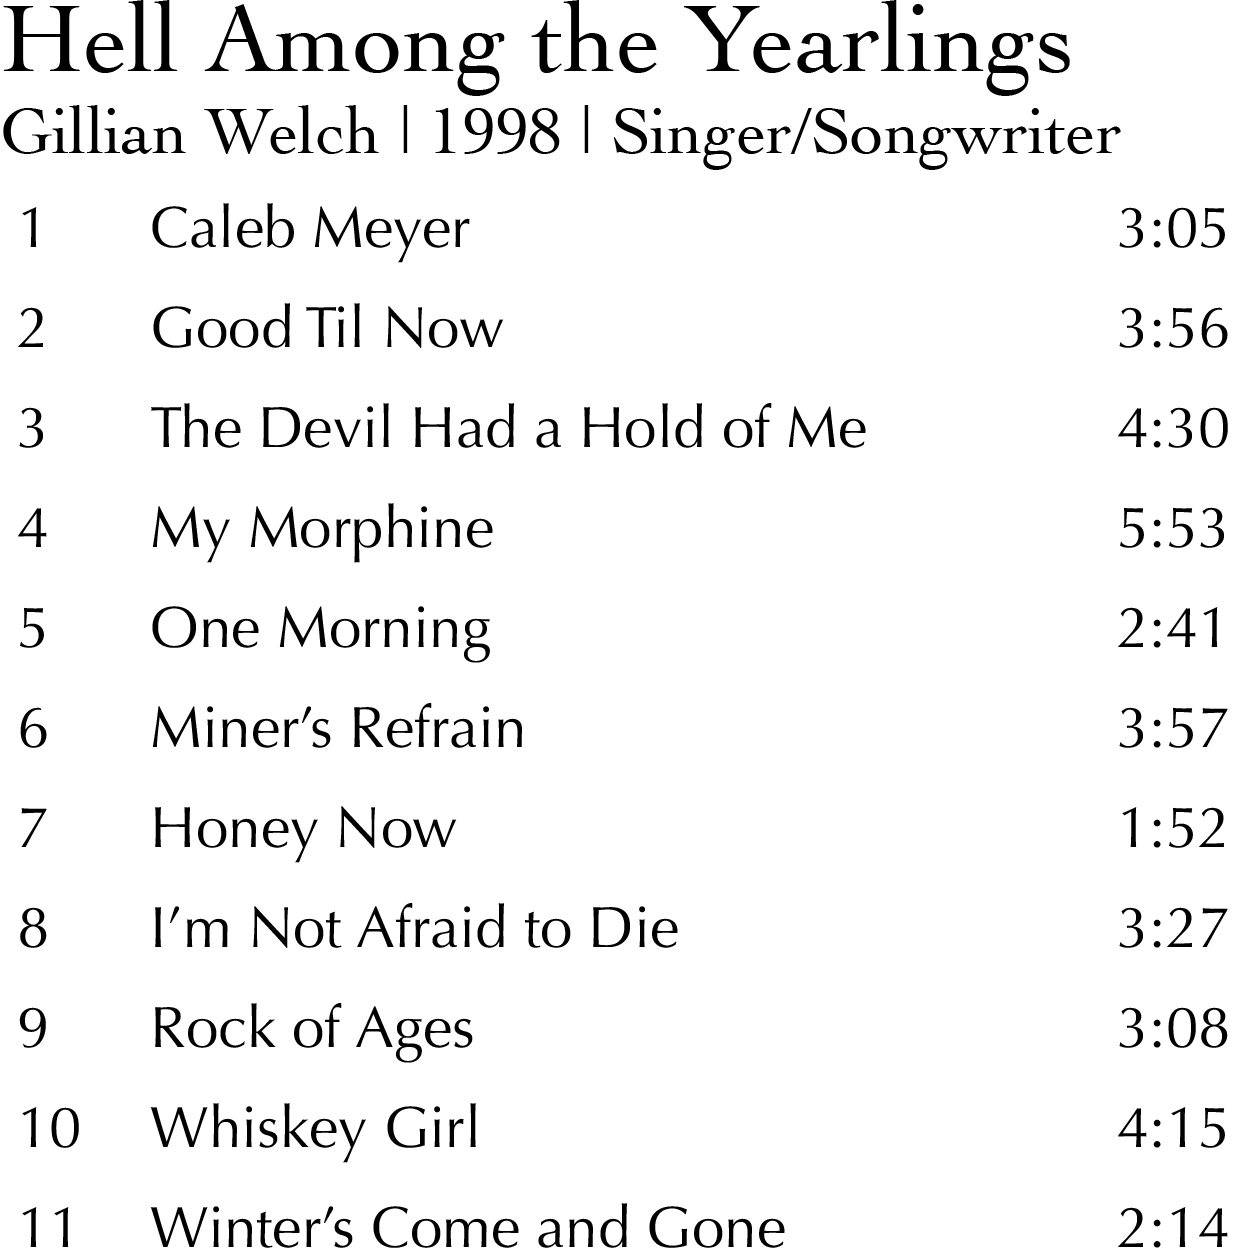 Hell Among the Yearlings
Gillian Welch | 1998 | Singer/Songwriter
1 Caleb Meyer 3:05
2 Good Til Now 3:56
3 The Devil Had a Hold of Me 4:30
4 My Morphine 5:53
5 One Morning 2:41
6 Miner’s Refrain 3:57
7 Honey Now 1:52
8 I’m Not Afraid to Die 3:27
9 Rock of Ages 3:08
10 Whiskey Girl 4:15
11 Winter’s Come and Gone 2:14